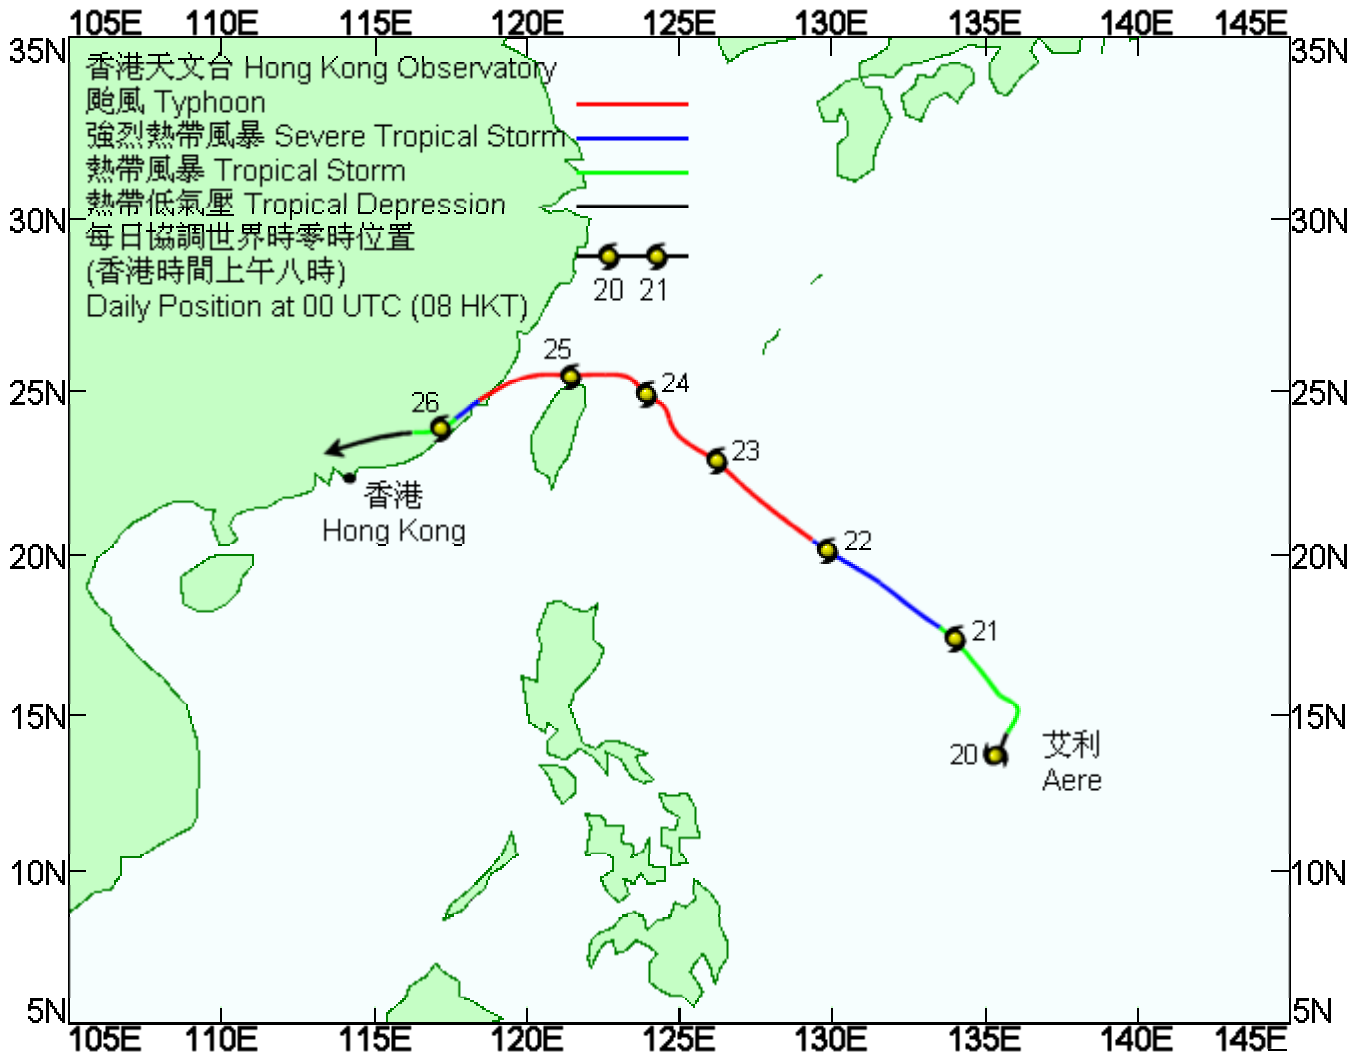 105E 110E 115E 120E 125E 130E 135E 140E 145E
35N 35N
香港天文台 Hong Kong Observatory
颱風 Typhoon
強烈熱帶風暴 Severe Tropical Storm
熱帶風暴 Tropical Storm
熱帶低氣壓 Tropical Depression
30N 30N
每日協調世界時零時位置
(香港時間上午八時)
20 21
Daily Position at 00 UTC (08 HKT)
25
24
25N 25N
26
23
香港
Hong Kong
22
20N 20N
21
15N 15N
20
艾利
Aere
10N 10N
5N 5N
105E 110E 115E 120E 125E 130E 135E 140E 145E